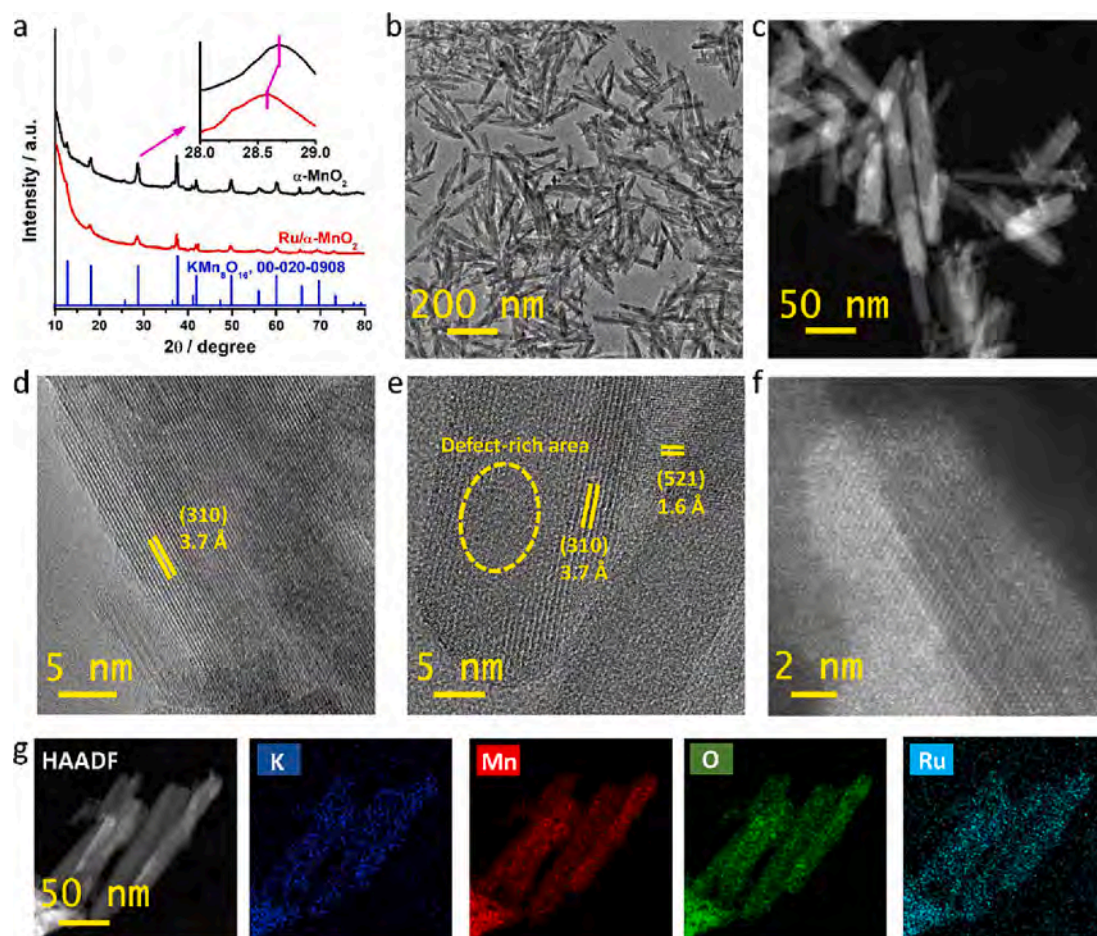 a
Intensity / a.u.
28.0 28.5 29.0
α-MnO₂
Ru/α-MnO₂
KMn₈O₁₆, 00-020-0908
10 20 30 40 50 60 70 80
2θ / degree
b
200 nm
c
50 nm
d
(310)
3.7 Å
5 nm
e
Defect-rich area
(521)
1.6 Å
(310)
3.7 Å
5 nm
f
2 nm
g
HAADF
50 nm
K
Mn
O
Ru